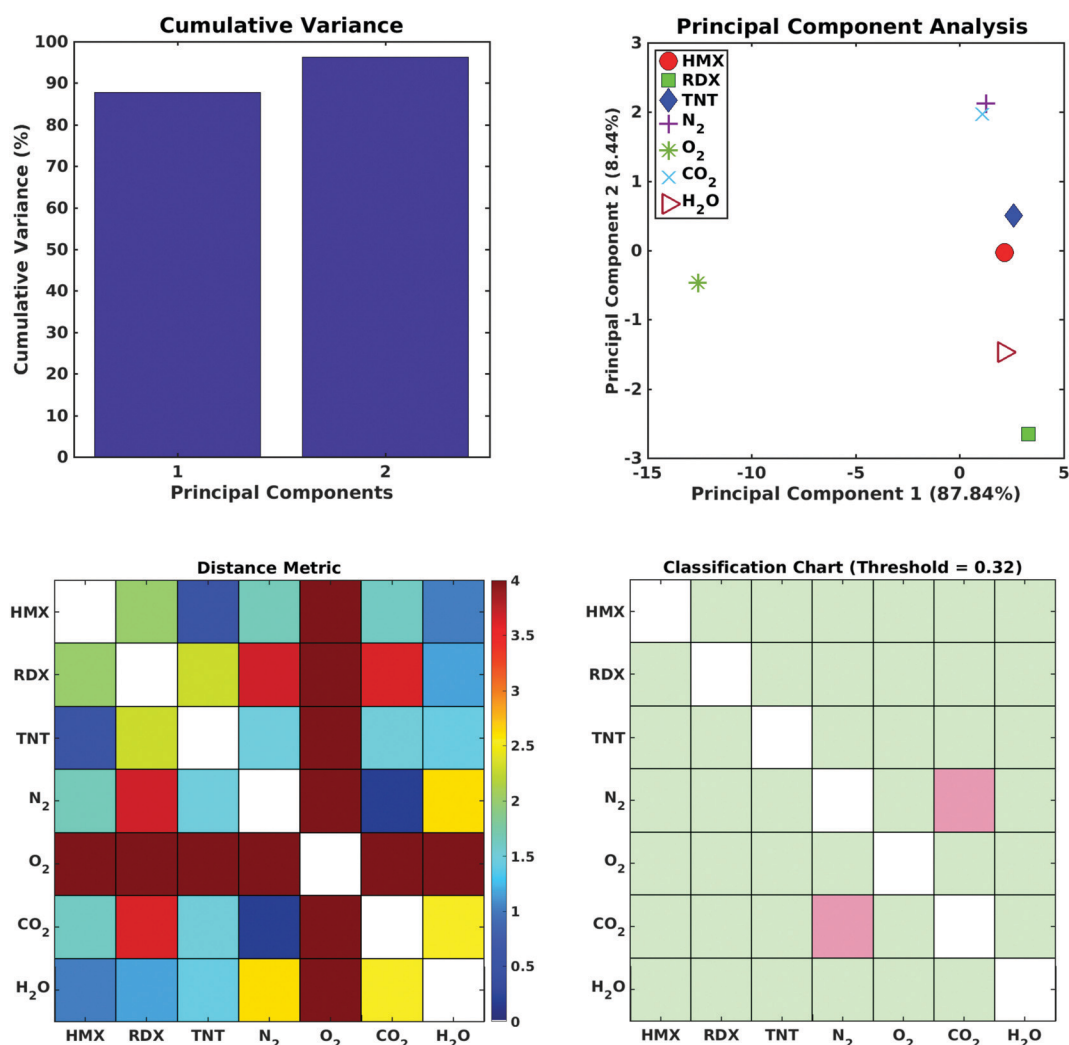 Cumulative Variance
Cumulative Variance (%)
100
90
80
70
60
50
40
30
20
10
0
1
2
Principal Components
Principal Component Analysis
Principal Component 2 (8.44%)
3
2
1
0
-1
-2
-3
HMX
RDX
TNT
N2
O2
CO2
H2O
-15
-10
-5
0
5
Principal Component 1 (87.84%)
Distance Metric
HMX
RDX
TNT
N2
O2
CO2
H2O
HMX RDX TNT N2 O2 CO2 H2O
4
3.5
3
2.5
2
1.5
1
0.5
0
Classification Chart (Threshold = 0.32)
HMX
RDX
TNT
N2
O2
CO2
H2O
HMX RDX TNT N2 O2 CO2 H2O